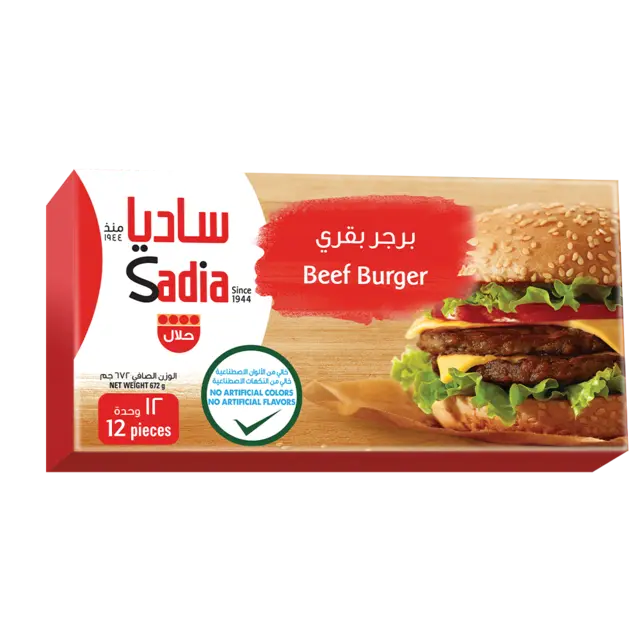 ساديا
منذ
١٩٤٤
Sadia
Since
1944
حلال
برجر بقري
Beef Burger
الوزن الصافي ٦٧٢ جم
NET WEIGHT 672 g
١٢ وحدة
12 pieces
خالي من الألوان الاصطناعية
خالي من النكهات الاصطناعية
NO ARTIFICIAL COLORS
NO ARTIFICIAL FLAVORS